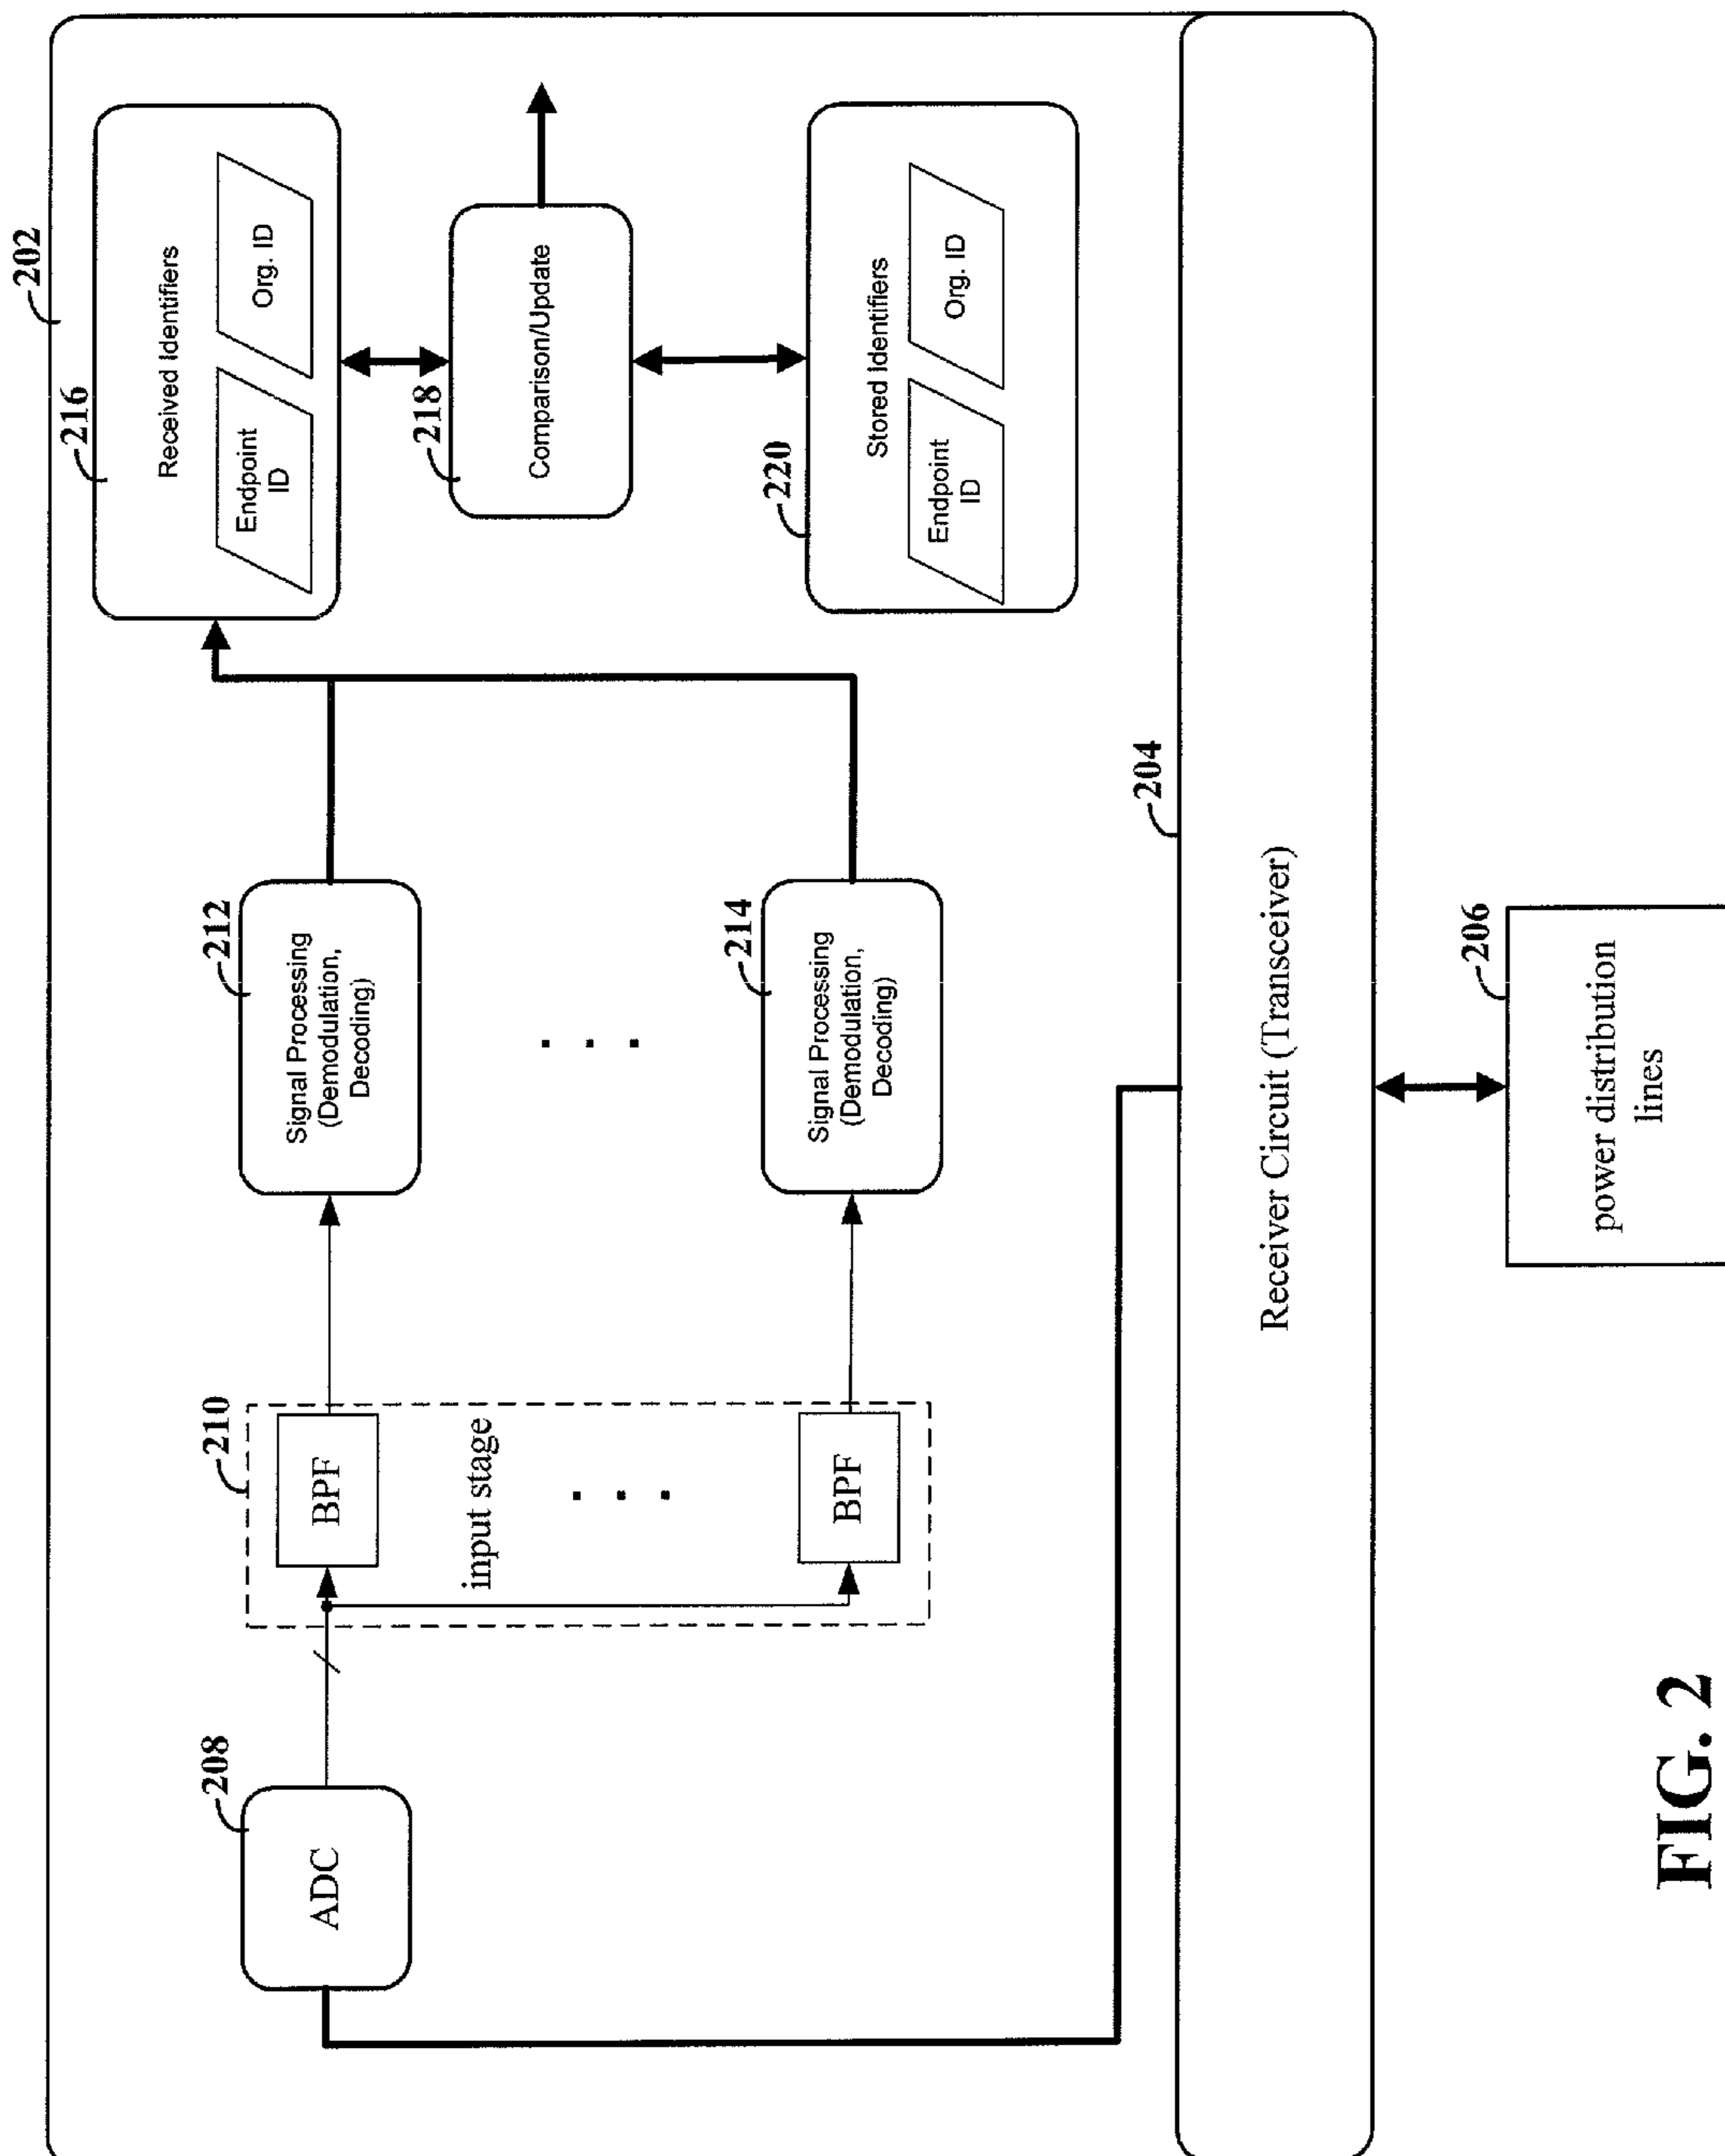 202
208
ADC
210
BPF
input stage
. . .
BPF
212
Signal Processing
(Demodulation,
Decoding)
. . .
214
Signal Processing
(Demodulation,
Decoding)
216
Received Identifiers
Endpoint
ID
Org. ID
218
Comparison/Update
220
Stored Identifiers
Endpoint
ID
Org. ID
204
Receiver Circuit (Transceiver)
206
power distribution
lines
FIG. 2